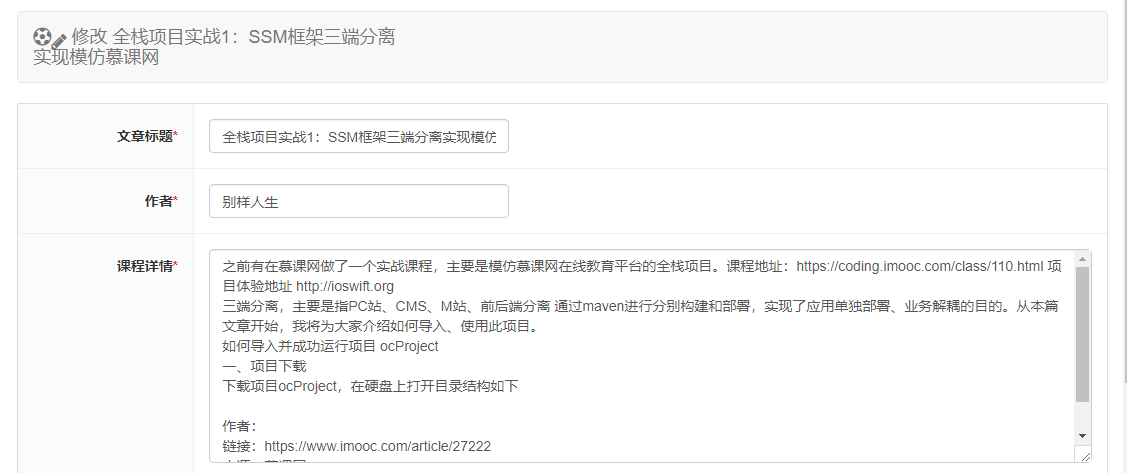 修改 全栈项目实战1：SSM框架三端分离
实现模仿慕课网
文章标题*
全栈项目实战1：SSM框架三端分离实现模仿
作者*
别样人生
课程详情*
之前有在慕课网做了一个实战课程，主要是模仿慕课网在线教育平台的全栈项目。课程地址：https://coding.imooc.com/class/110.html 项
目体验地址 http://ioswift.org
三端分离，主要是指PC站、CMS、M站、前后端分离 通过maven进行分别构建和部署，实现了应用单独部署、业务解耦的目的。从本篇
文章开始，我将为大家介绍如何导入、使用此项目。
如何导入并成功运行项目 ocProject
一、项目下载
下载项目ocProject，在硬盘上打开目录结构如下
作者：
链接：https://www.imooc.com/article/27222